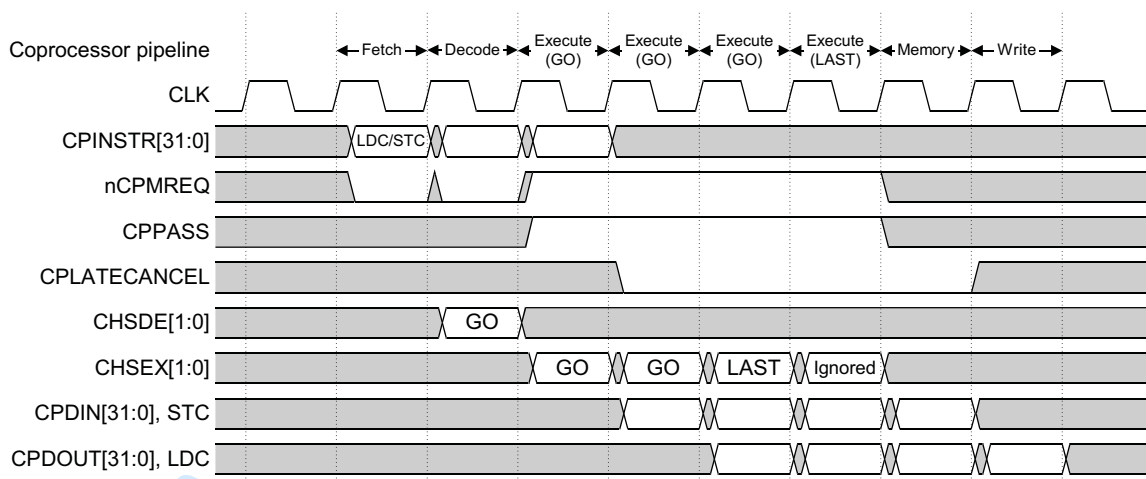 Coprocessor pipeline
Fetch
Decode
Execute
(GO)
Execute
(GO)
Execute
(GO)
Execute
(LAST)
Memory
Write
CLK
CPINSTR[31:0]
LDC/STC
nCPMREQ
CPPASS
CPLATECANCEL
CHSDE[1:0]
GO
CHSEX[1:0]
GO
GO
LAST
Ignored
CPDIN[31:0], STC
CPDOUT[31:0], LDC